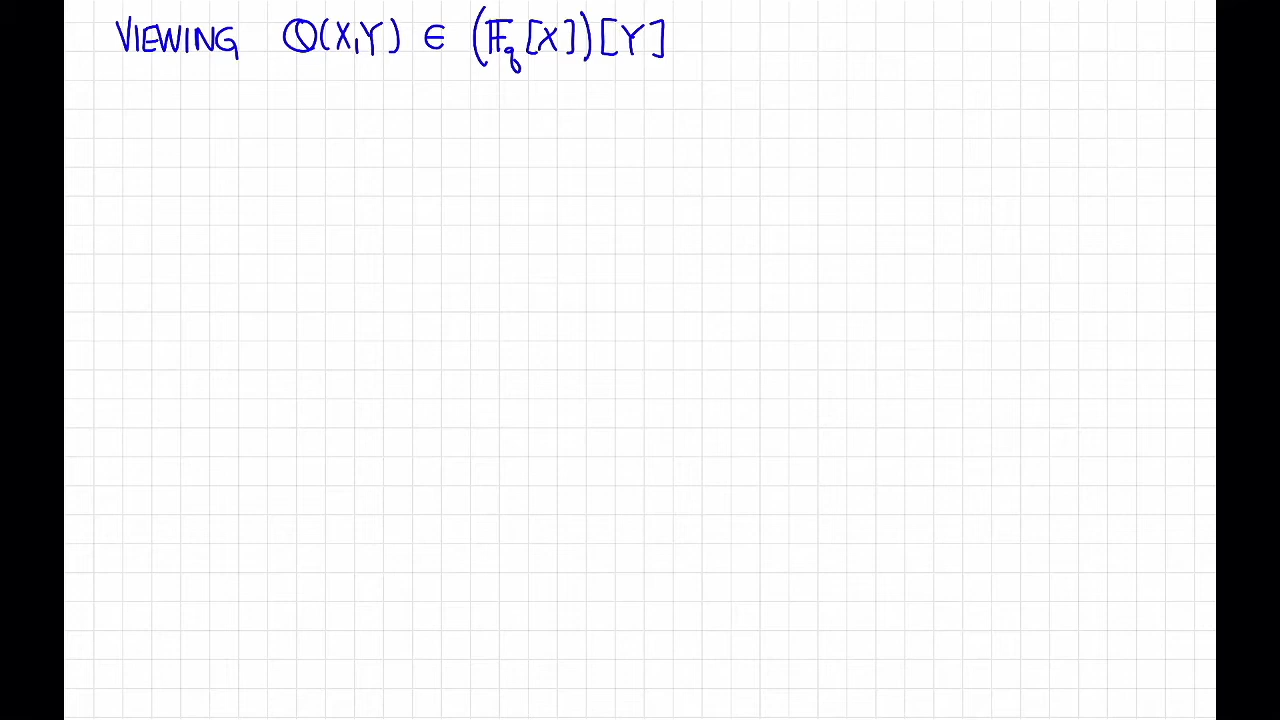 VIEWING Q(X,Y) ∈ (𝔽_q[X])[Y]